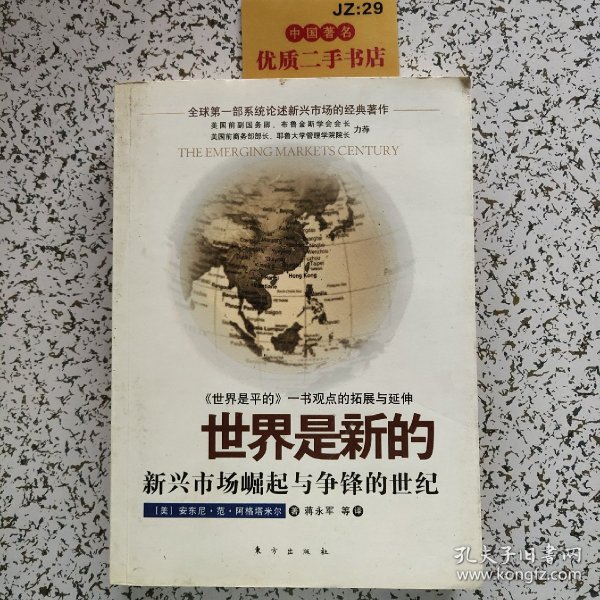 JZ:29
中国著名
优质二手书店
全球第一部系统论述新兴市场的经典著作
美国前副国务卿、布鲁金斯学会会长
美国前商务部部长、耶鲁大学管理学院院长
力荐
THE EMERGING MARKETS CENTURY
Hong Kong
《世界是平的》一书观点的拓展与延伸
世界是新的
新兴市场崛起与争锋的世纪
[美] 安东尼·范·阿格塔米尔 著 蒋永军 等 译
东方出版社
孔夫子旧书网
www.kongfz.com